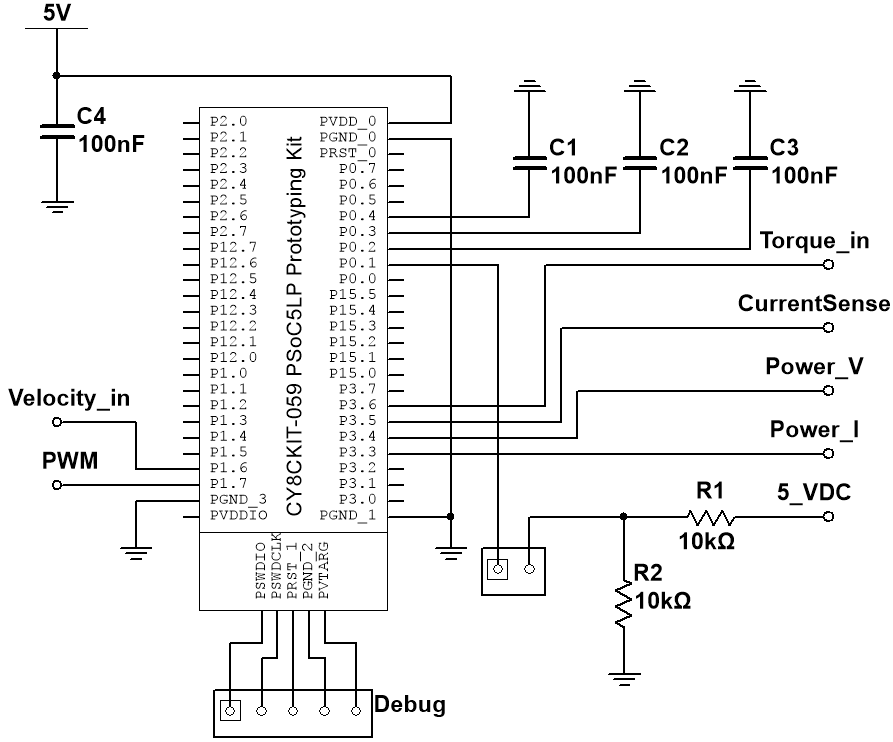 5V
C4
100nF
P2.0
P2.1
P2.2
P2.3
P2.4
P2.5
P2.6
P2.7
P12.7
P12.6
P12.5
P12.4
P12.3
P12.2
P12.1
P12.0
P1.0
P1.1
P1.2
P1.3
P1.4
P1.5
P1.6
P1.7
PGND_3
PVDDIO
CY8CKIT-059 PSoC5LP Prototyping Kit
PVDD_0
PGND_0
PRST_0
P0.7
P0.6
P0.5
P0.4
P0.3
P0.2
P0.1
P0.0
P15.5
P15.4
P15.3
P15.2
P15.1
P15.0
P3.7
P3.6
P3.5
P3.4
P3.3
P3.2
P3.1
P3.0
PGND_1
PSWDIO
PSWDCLK
PRST_1
PGND_2
PVTARG
Velocity_in
PWM
C1
100nF
C2
100nF
C3
100nF
Torque_in
CurrentSense
Power_V
Power_I
5_VDC
R1
10kΩ
R2
10kΩ
Debug